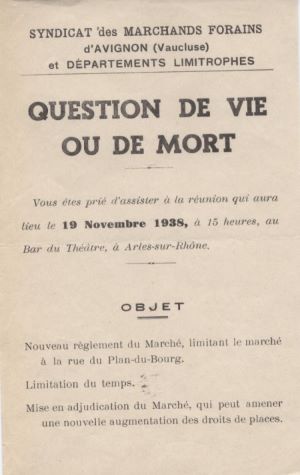 SYNDICAT des MARCHANDS FORAINS
d'AVIGNON (Vaucluse)
et DÉPARTEMENTS LIMITROPHES
QUESTION DE VIE
OU DE MORT
Vous êtes prié d'assister à la réunion qui aura
lieu le 19 Novembre 1938, à 15 heures, au
Bar du Théâtre, à Arles-sur-Rhône.
OBJET
Nouveau règlement du Marché, limitant le marché
à la rue du Plan-du-Bourg.
Limitation du temps.
Mise en adjudication du Marché, qui peut amener
une nouvelle augmentation des droits de places.